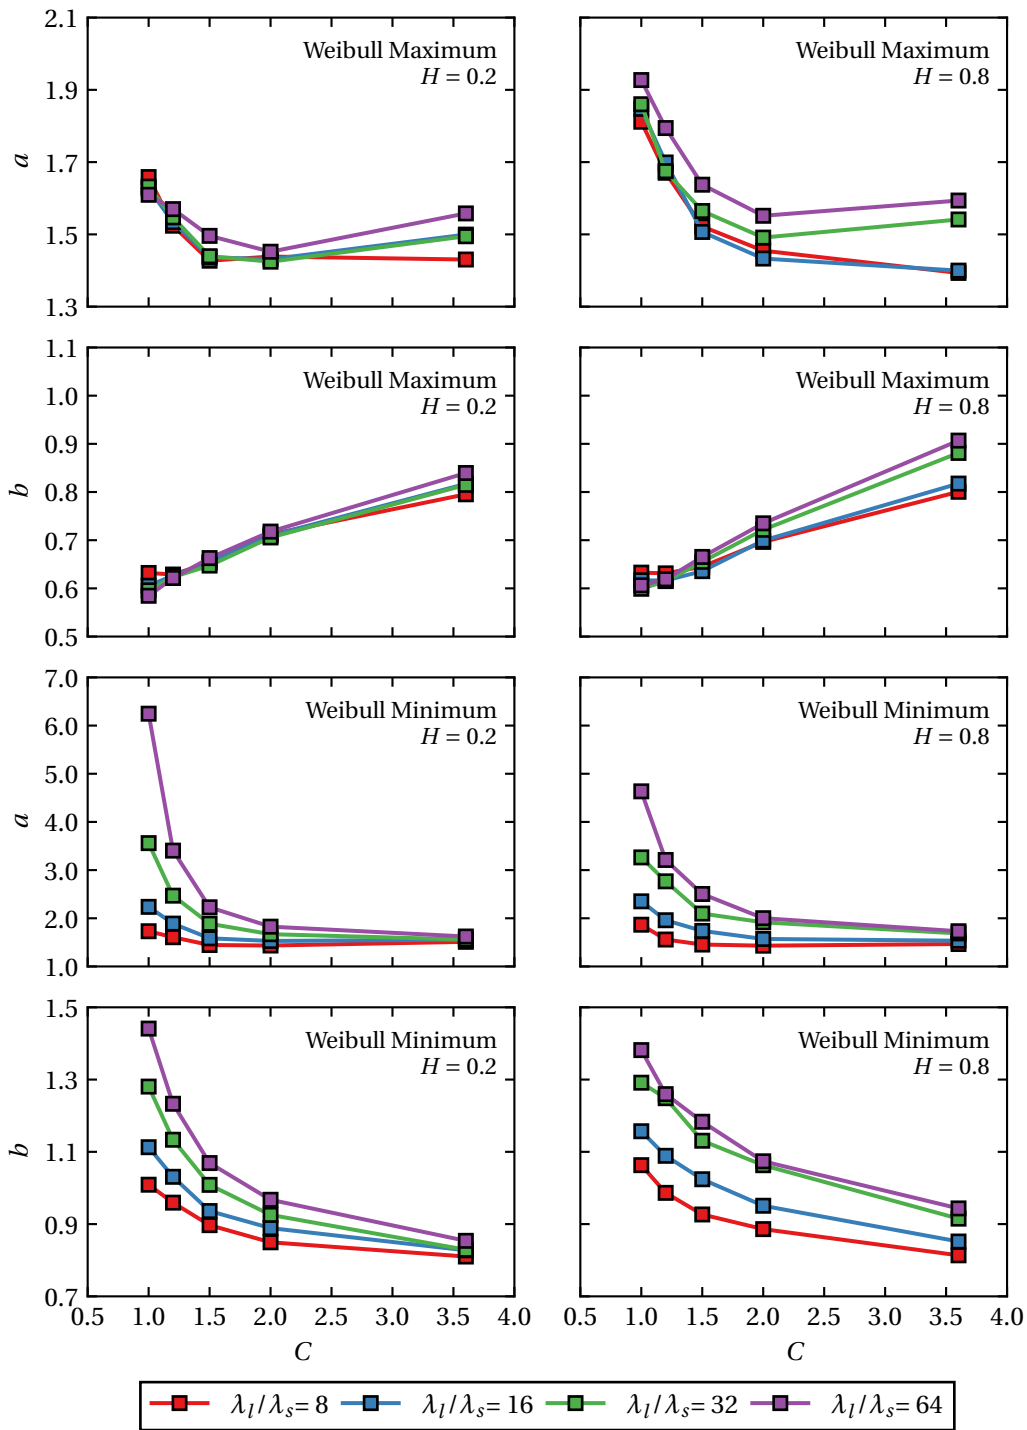 2.1
1.9
1.7
1.5
1.3
a
Weibull Maximum
H = 0.2
Weibull Maximum
H = 0.8
1.1
1.0
0.9
0.8
0.7
0.6
0.5
b
Weibull Maximum
H = 0.2
Weibull Maximum
H = 0.8
7.0
6.0
5.0
4.0
3.0
2.0
1.0
a
Weibull Minimum
H = 0.2
Weibull Minimum
H = 0.8
1.5
1.3
1.1
0.9
0.7
b
Weibull Minimum
H = 0.2
Weibull Minimum
H = 0.8
0.5 1.0 1.5 2.0 2.5 3.0 3.5 4.0
0.5 1.0 1.5 2.0 2.5 3.0 3.5 4.0
C
C
λl/λs= 8 λl/λs= 16 λl/λs= 32 λl/λs= 64